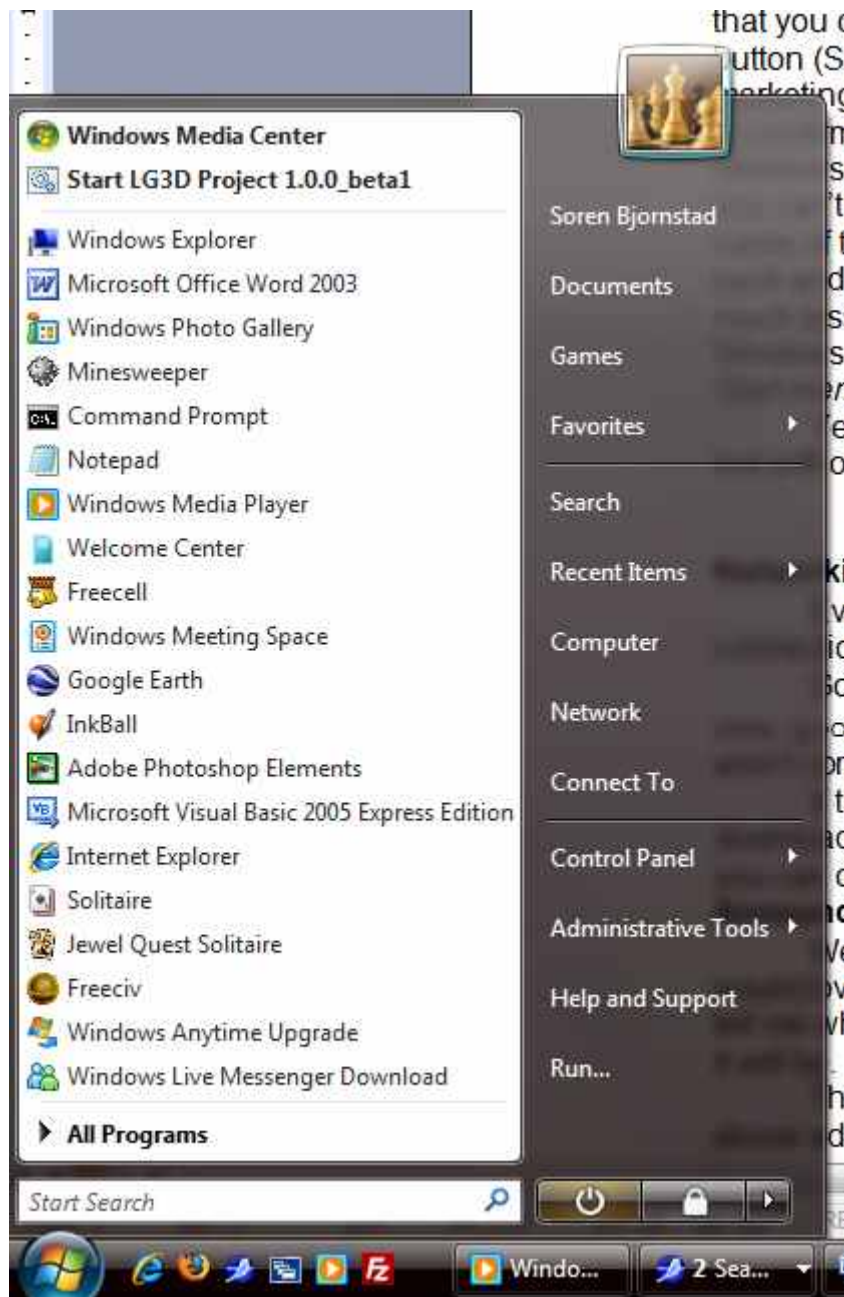 that you
utton (S
Windows Media Center
Start LG3D Project 1.0.0_beta1
Windows Explorer
Microsoft Office Word 2003
Windows Photo Gallery
Minesweeper
Command Prompt
Notepad
Windows Media Player
Welcome Center
Freecell
Windows Meeting Space
Google Earth
InkBall
Adobe Photoshop Elements
Microsoft Visual Basic 2005 Express Edition
Internet Explorer
Solitaire
Jewel Quest Solitaire
Freeciv
Windows Anytime Upgrade
Windows Live Messenger Download
All Programs
Start Search
Soren Bjornstad
Documents
Games
Favorites
Search
Recent Items
Computer
Network
Connect To
Control Panel
Administrative Tools
Help and Support
Run...
Windo...
2 Sea...